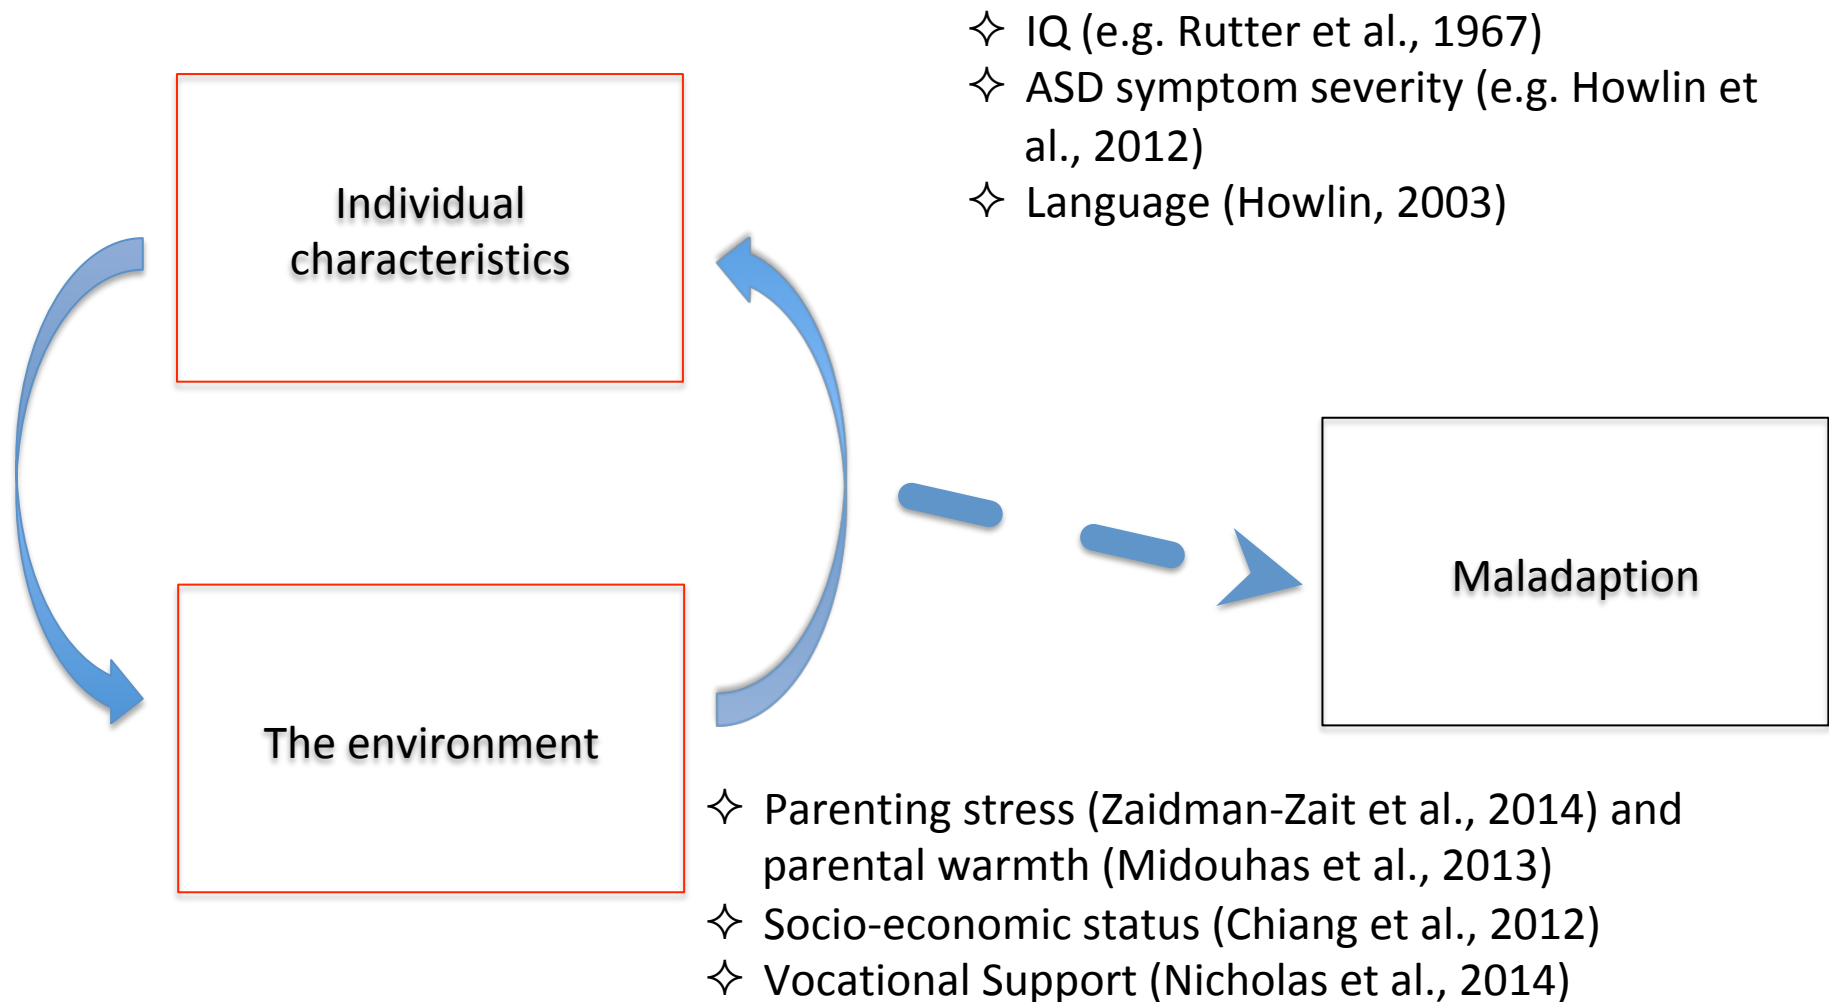 ✧ IQ (e.g. Rutter et al., 1967)
✧ ASD symptom severity (e.g. Howlin et
al., 2012)
✧ Language (Howlin, 2003)
Individual
characteristics
Maladaption
The environment
✧ Parenting stress (Zaidman-Zait et al., 2014) and
parental warmth (Midouhas et al., 2013)
✧ Socio-economic status (Chiang et al., 2012)
✧ Vocational Support (Nicholas et al., 2014)